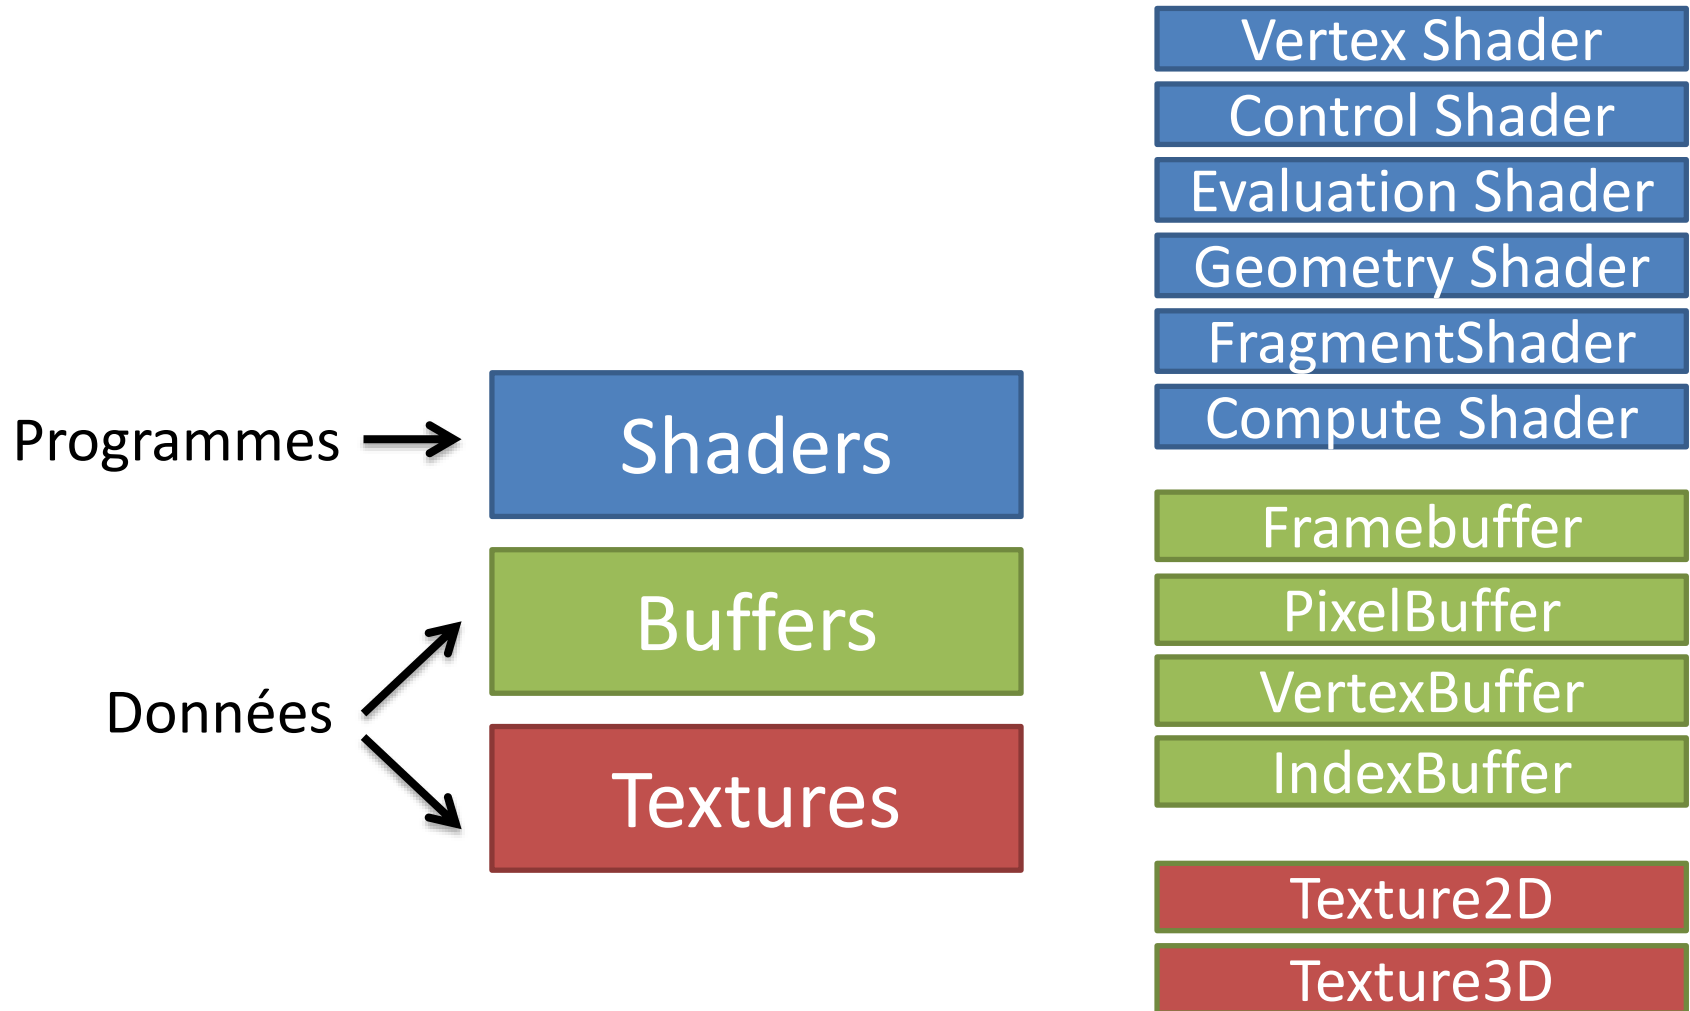 Programmes
Données
Shaders
Buffers
Textures
Vertex Shader
Control Shader
Evaluation Shader
Geometry Shader
FragmentShader
Compute Shader
Framebuffer
PixelBuffer
VertexBuffer
IndexBuffer
Texture2D
Texture3D